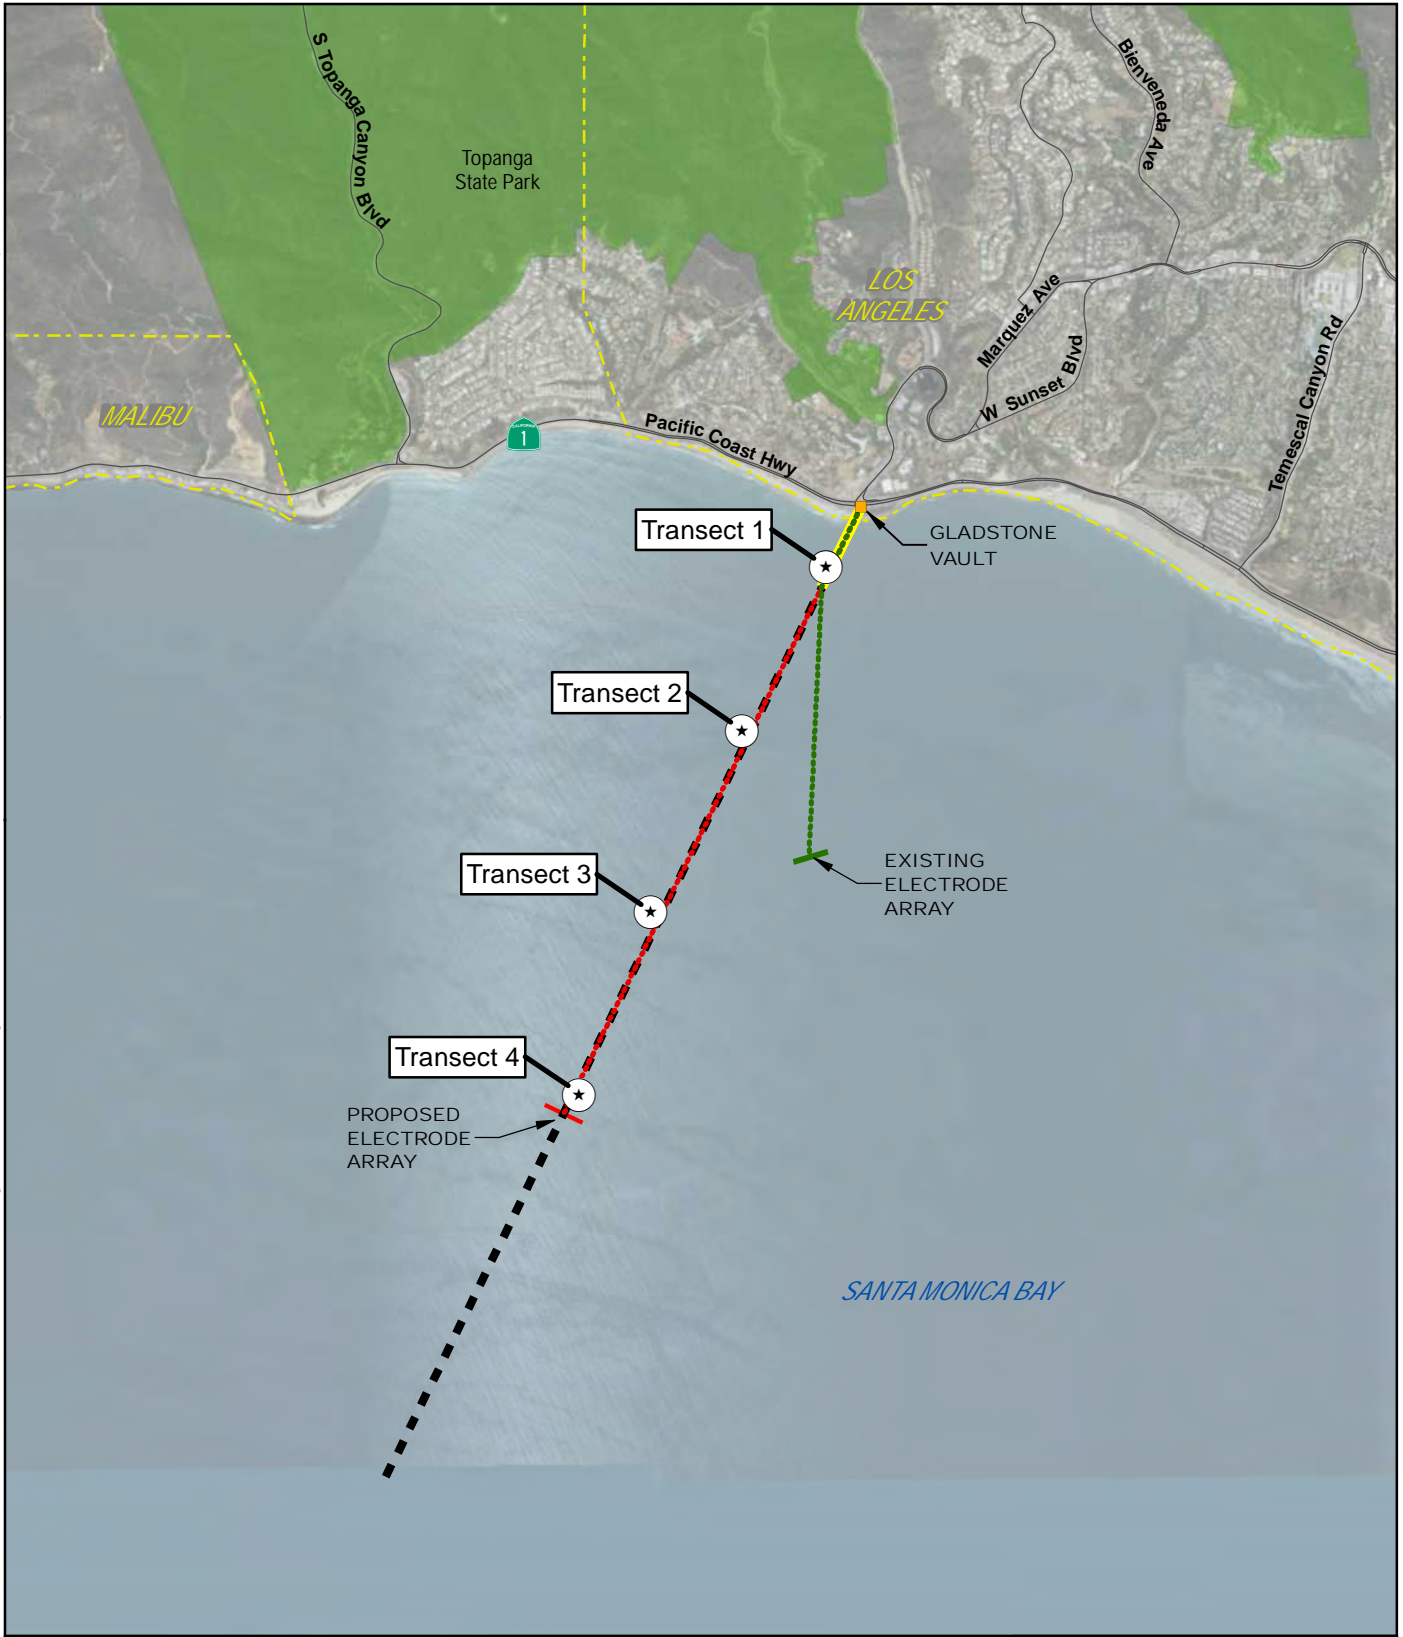 S Topanga Canyon Blvd
Bienveneda Ave
Topanga
State Park
LOS
ANGELES
Marquez Ave
W Sunset Blvd
Temescal Canyon Rd
MALIBU
CALIFORNIA
1
Pacific Coast Hwy
Transect 1
GLADSTONE
VAULT
Transect 2
Transect 3
EXISTING
ELECTRODE
ARRAY
Transect 4
PROPOSED
ELECTRODE
ARRAY
SANTA MONICA BAY